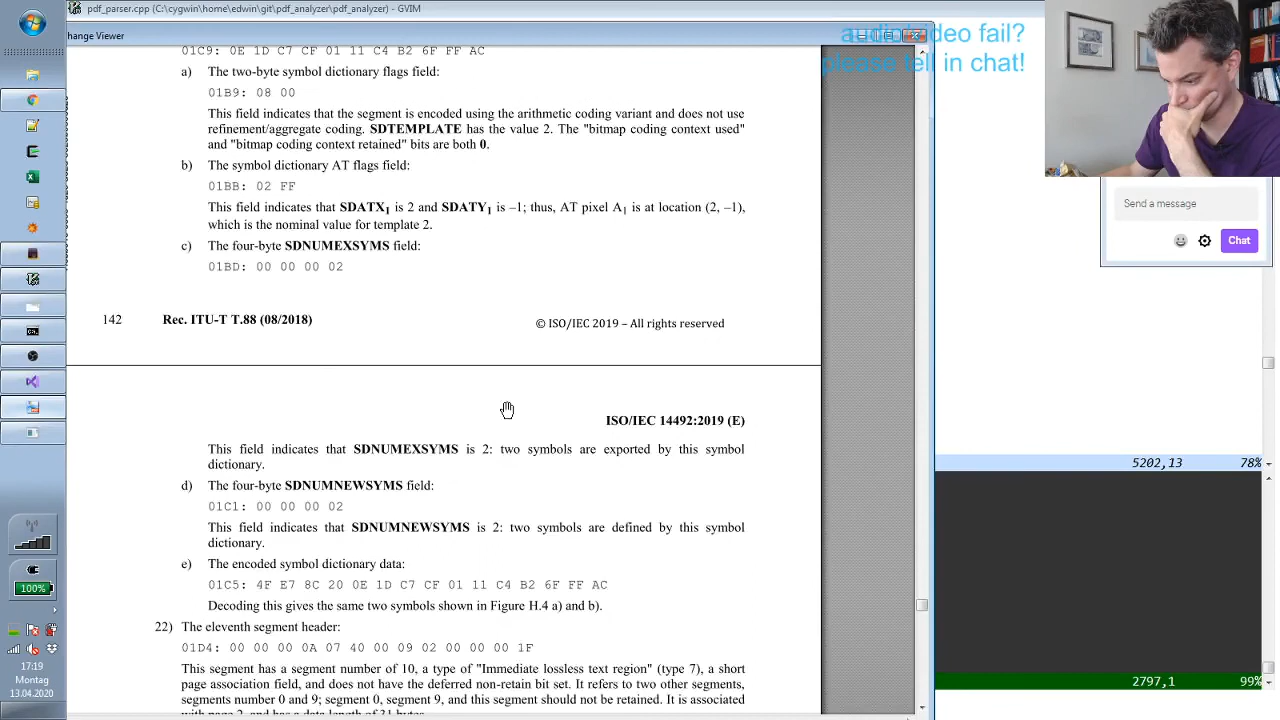 pdf_parser.cpp (C:\cygwin\home\edwin\git\pdf_analyzer\pdf_analyzer) - GVIM
hange Viewer
audio/video fail?
please tell in chat!
01C9: 0E 1D C7 CF 01 11 C4 B2 6F FF AC
a) The two-byte symbol dictionary flags field:
01B9: 08 00
This field indicates that the segment is encoded using the arithmetic coding variant and does not use
refinement/aggregate coding. SDTEMPLATE has the value 2. The "bitmap coding context used"
and "bitmap coding context retained" bits are both 0.
b) The symbol dictionary AT flags field:
01BB: 02 FF
This field indicates that SDATX1 is 2 and SDATY1 is –1; thus, AT pixel A1 is at location (2, –1),
which is the nominal value for template 2.
c) The four-byte SDNUMEXSYMS field:
01BD: 00 00 00 02
142 Rec. ITU-T T.88 (08/2018) © ISO/IEC 2019 – All rights reserved
ISO/IEC 14492:2019 (E)
This field indicates that SDNUMEXSYMS is 2: two symbols are exported by this symbol
dictionary.
d) The four-byte SDNUMNEWSYMS field:
01C1: 00 00 00 02
This field indicates that SDNUMNEWSYMS is 2: two symbols are defined by this symbol
dictionary.
e) The encoded symbol dictionary data:
01C5: 4F E7 8C 20 0E 1D C7 CF 01 11 C4 B2 6F FF AC
Decoding this gives the same two symbols shown in Figure H.4 a) and b).
22) The eleventh segment header:
01D4: 00 00 00 0A 07 40 00 09 02 00 00 00 1F
This segment has a segment number of 10, a type of "Immediate lossless text region" (type 7), a short
page association field, and does not have the deferred non-retain bit set. It refers to two other segments,
segments number 0 and 9; segment 0, segment 9, and this segment should not be retained. It is associated
with page 2, and has a data length of 31 bytes.
Send a message
Chat
5202,13 78%
2797,1 99%
100%
17:19
Montag
13.04.2020